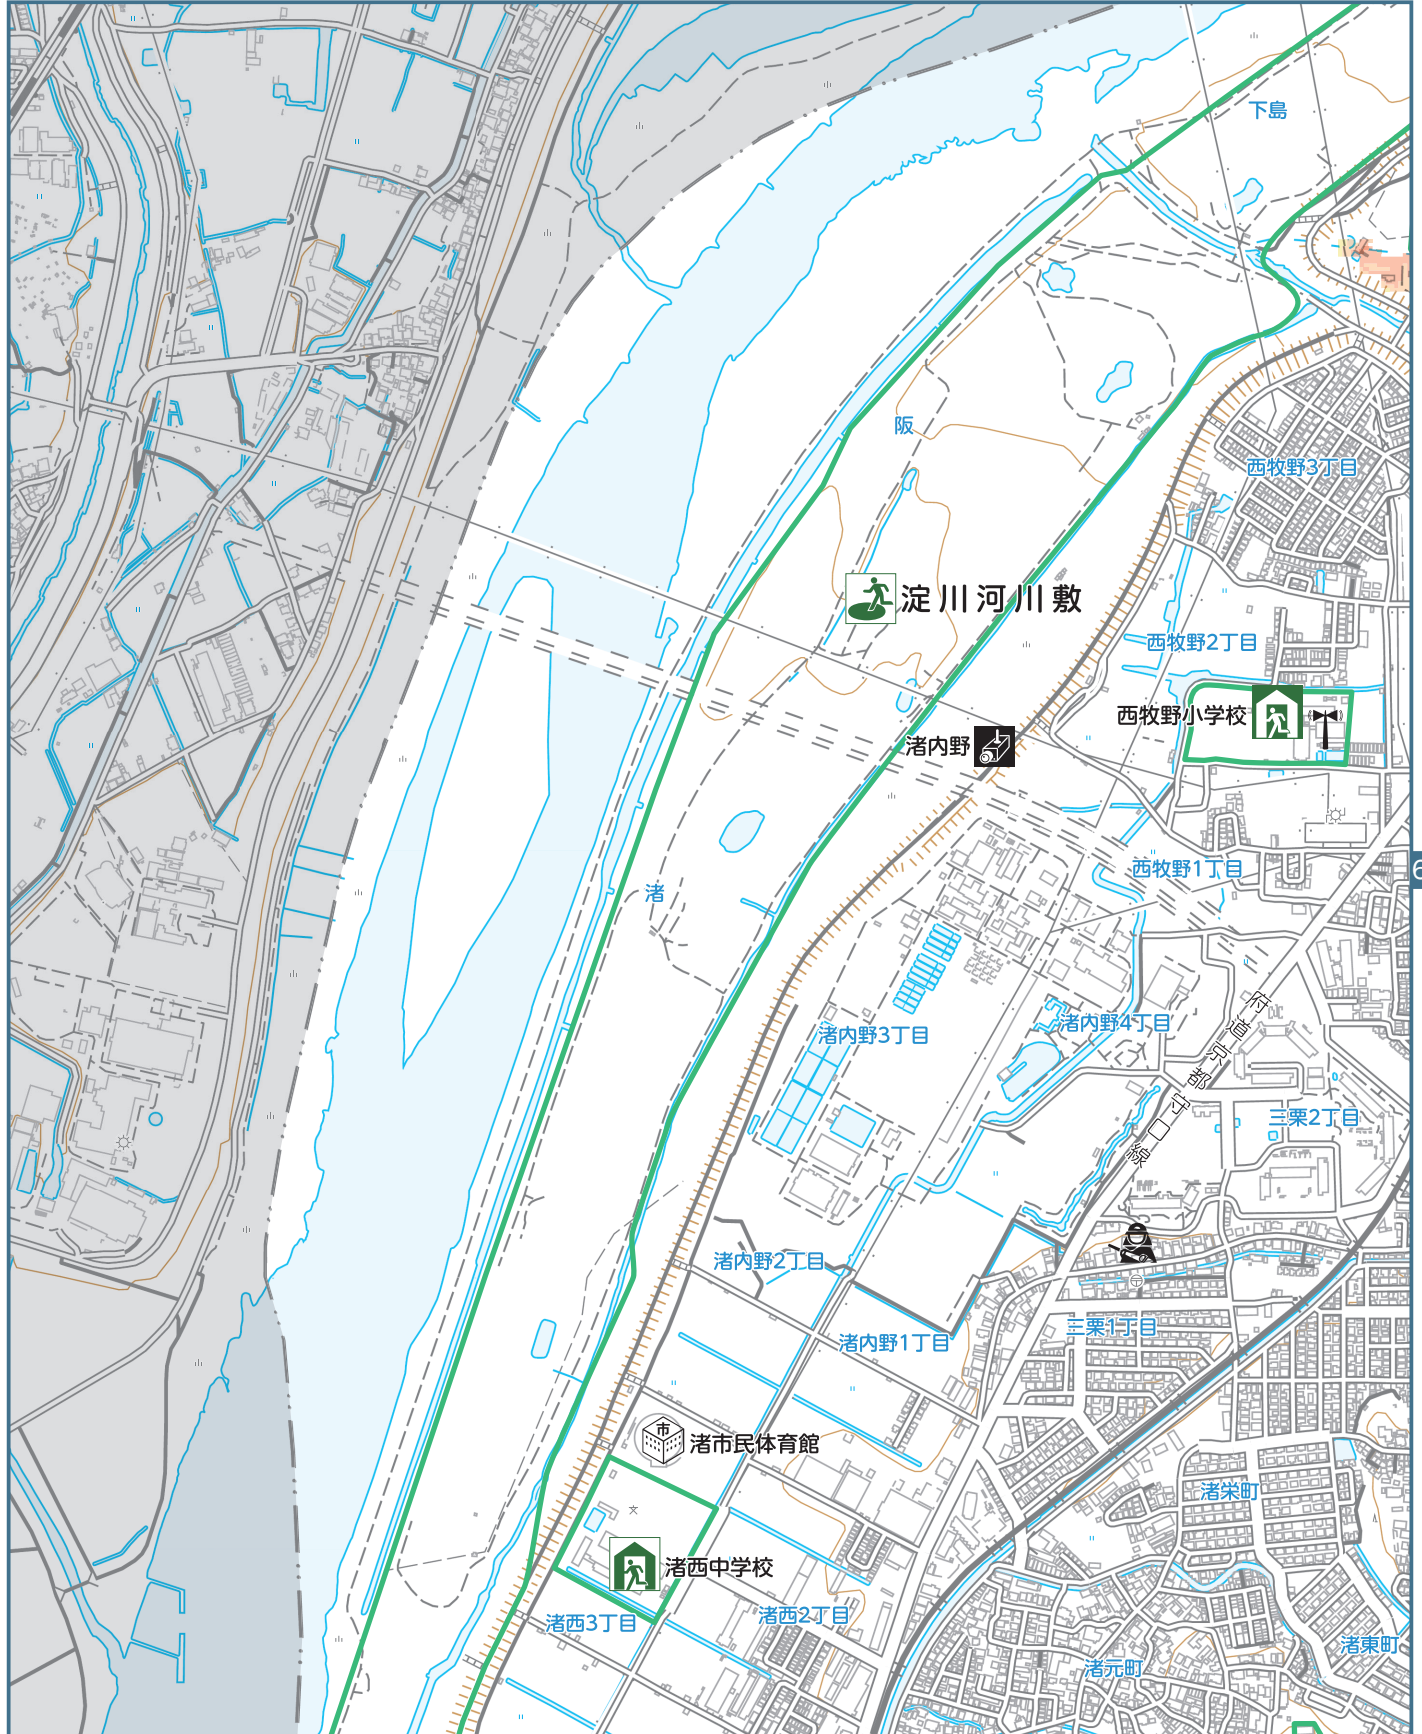 下島
阪
西牧野3丁目
淀川河川敷
西牧野2丁目
西牧野小学校
渚内野
西牧野1丁目
6
渚
府道京都守口線
渚内野3丁目
渚内野4丁目
三栗2丁目
渚内野2丁目
三栗1丁目
渚内野1丁目
市
渚市民体育館
渚栄町
文
渚西中学校
渚西3丁目
渚西2丁目
渚東町
渚元町